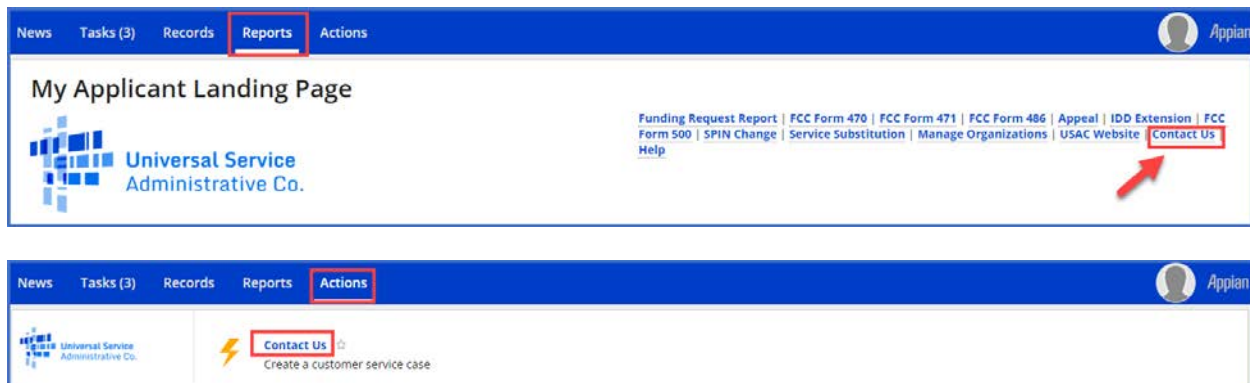 News Tasks (3) Records Reports Actions Appian
My Applicant Landing Page
Funding Request Report | FCC Form 470 | FCC Form 471 | FCC Form 486 | Appeal | IDD Extension | FCC
Form 500 | SPIN Change | Service Substitution | Manage Organizations | USAC Website | Contact Us |
Help
Universal Service
Administrative Co.
News Tasks (3) Records Reports Actions Appian
Universal Service
Administrative Co.
Contact Us
Create a customer service case